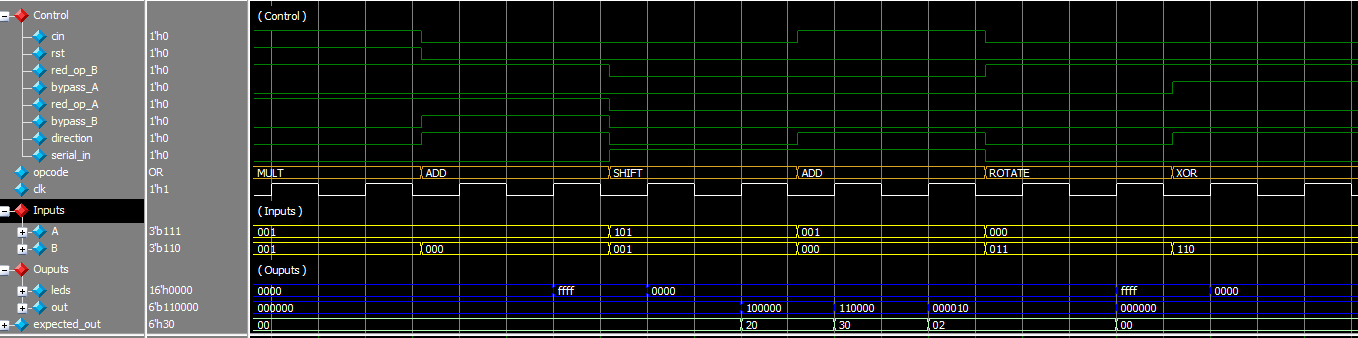 Control (Control)
cin 1'h0
rst 1'h0
red_op_B 1'h0
bypass_A 1'h0
red_op_A 1'h0
bypass_B 1'h0
direction 1'h0
serial_in 1'h0
opcode OR MULT ADD SHIFT ADD ROTATE XOR
clk 1'h1
Inputs (Inputs)
A 3'b111 001 101 001 000
B 3'b110 001 000 001 000 011 110
Ouputs (Ouputs)
leds 16'h0000 0000 ffff 0000 ffff 0000
out 6'b110000 000000 100000 110000 000010 000000
expected_out 6'h30 00 20 30 02 00